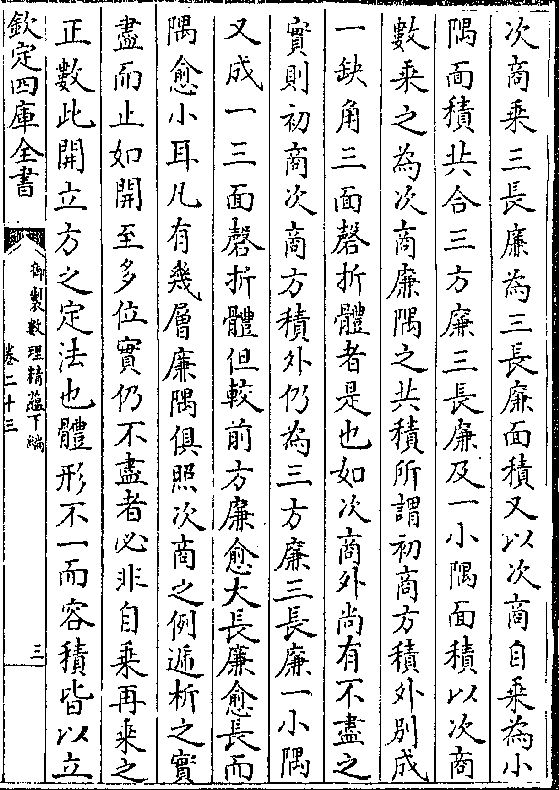 次商乘三長廉為三長廉面積又以次商自乘為小
隅面積共合三方廉三長廉及一小隅面積以次商
數乘之為次商廉隅之共積所謂初商方積外別成
一缺角三面磬折體者是也如次商外尚有不盡之
實則初商次商方積外仍為三方廉三長廉一小隅
又成一三面磬折體但較前方廉愈大長廉愈長而
隅愈小耳凡有幾層廉隅俱照次商之例遞析之實
盡而止如開至多位實仍不盡者必非自乘再乘之
正數此開立方之定法也體形不一而容積皆以立
欽定四庫全書
御製數理精蘊下編
卷二十三
三